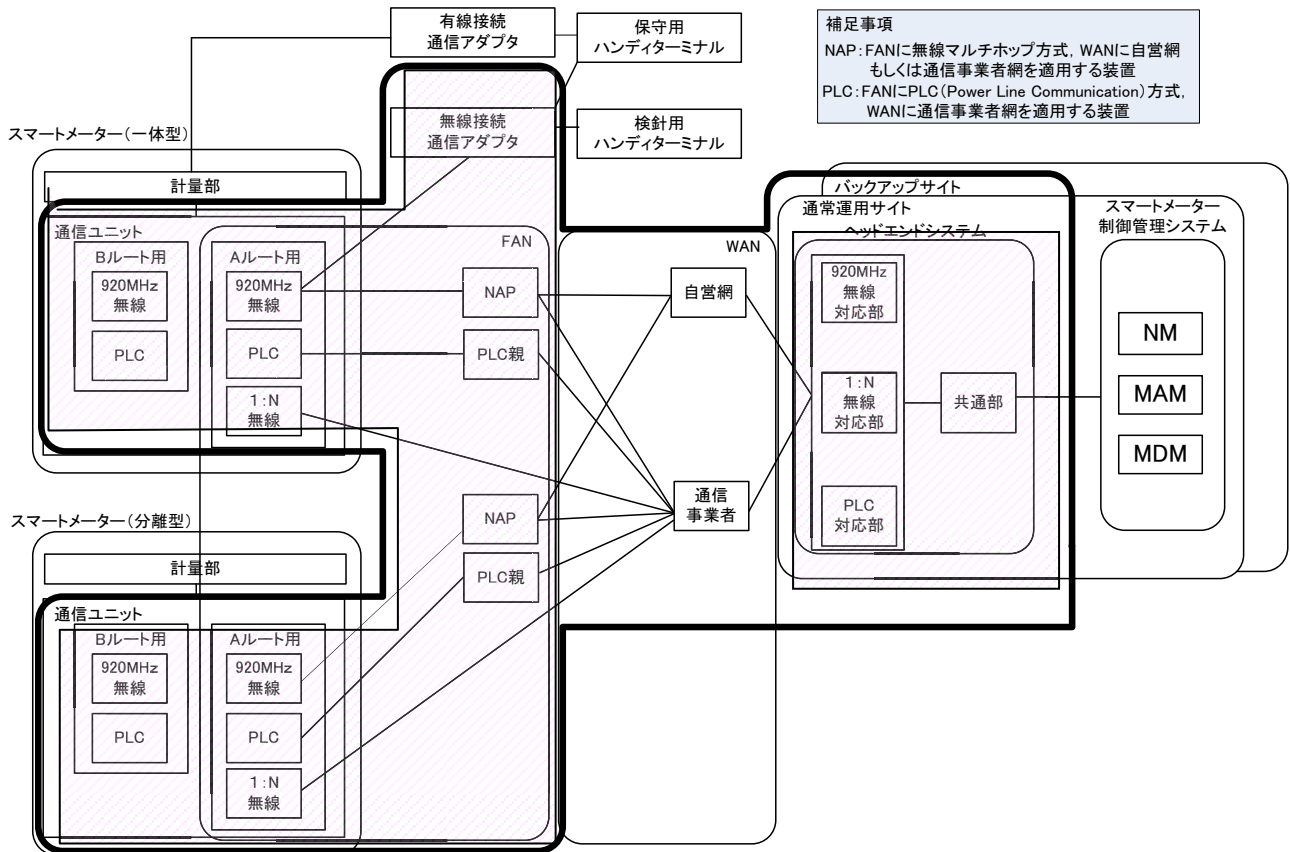 有線接続
通信アダプタ
保守用
ハンディターミナル
補足事項
NAP:FANに無線マルチホップ方式，WANに自営網
もしくは通信事業者網を適用する装置
PLC:FANにPLC(Power Line Communication)方式，
WANに通信事業者網を適用する装置
無線接続
通信アダプタ
検針用
ハンディターミナル
スマートメーター(一体型)
計量部
通信ユニット
Bルート用
920MHz
無線
PLC
Aルート用
920MHz
無線
PLC
1:N
無線
FAN
NAP
PLC親
WAN
自営網
通信
事業者
バックアップサイト
通常運用サイト
ヘッドエンドシステム
920MHz
無線
対応部
1:N
無線
対応部
PLC
対応部
共通部
スマートメーター
制御管理システム
NM
MAM
MDM
スマートメーター(分離型)
計量部
通信ユニット
Bルート用
920MHz
無線
PLC
Aルート用
920MHz
無線
PLC
1:N
無線
NAP
PLC親